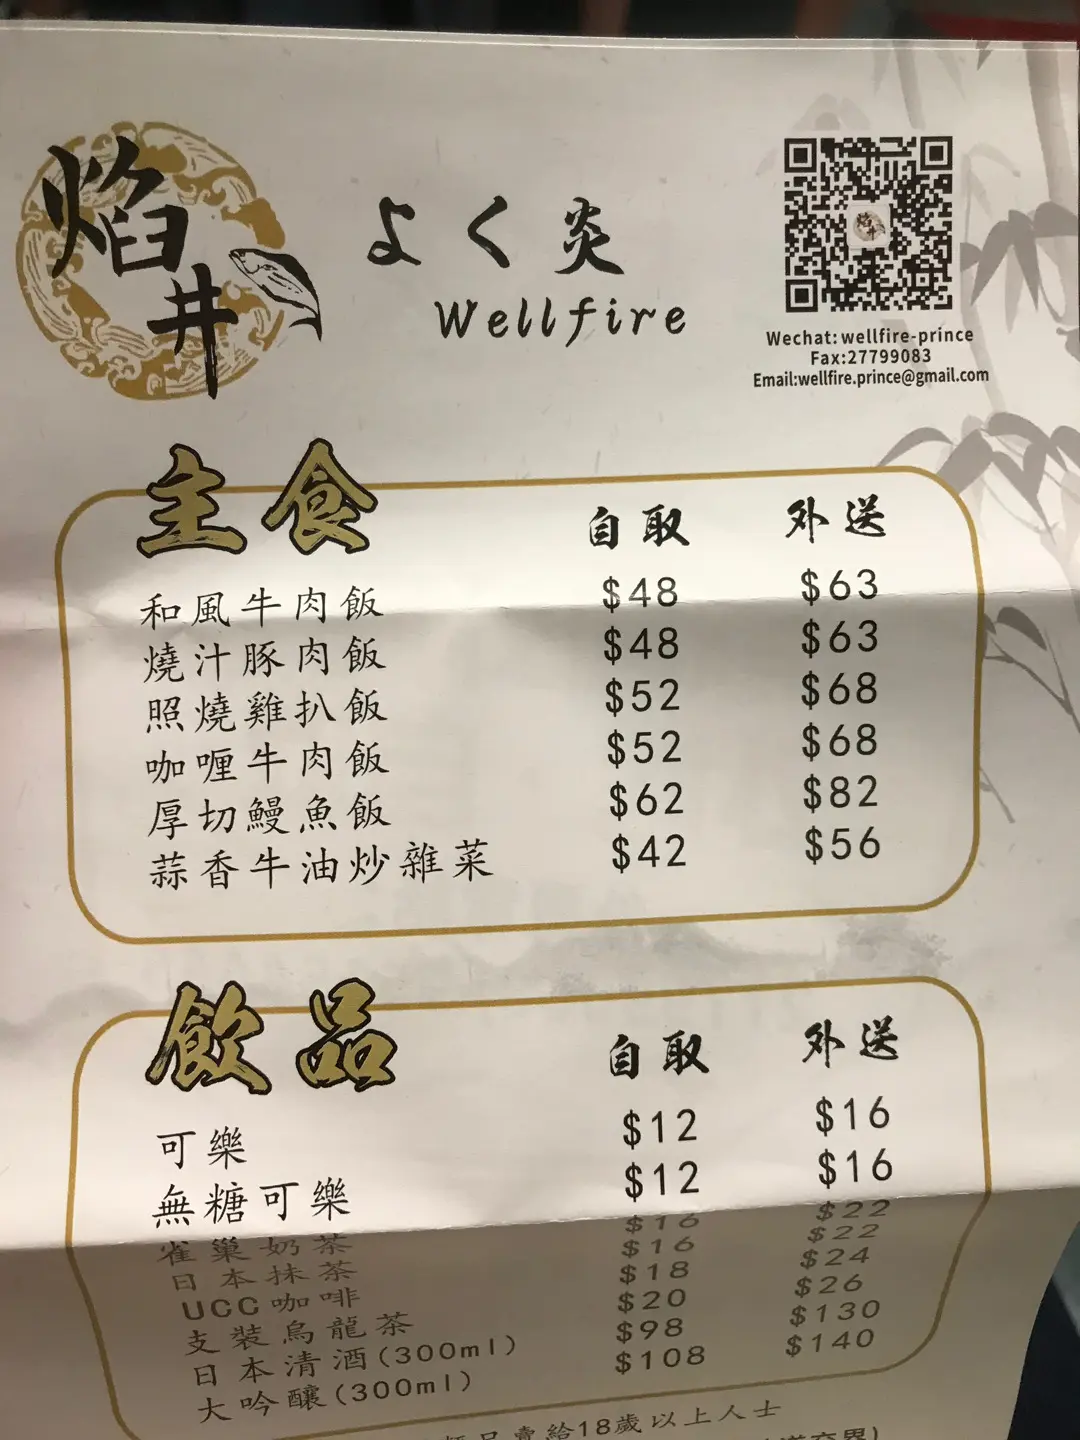 焰井
よく炎
Wellfire
Wechat: wellfire-prince
Fax:27799083
Email:wellfire.prince@gmail.com
主食 自取 外送
和風牛肉飯 $48 $63
燒汁豚肉飯 $48 $63
照燒雞扒飯 $52 $68
咖喱牛肉飯 $52 $68
厚切鰻魚飯 $62 $82
蒜香牛油炒雜菜 $42 $56
飲品 自取 外送
可樂 $12 $16
無糖可樂 $12 $16
雀巢奶茶 $16 $22
日本抹茶 $16 $22
UCC咖啡 $18 $24
支裝烏龍茶 $20 $26
日本清酒(300ml) $98 $130
大吟釀(300ml) $108 $140
賣給18歲以上人士